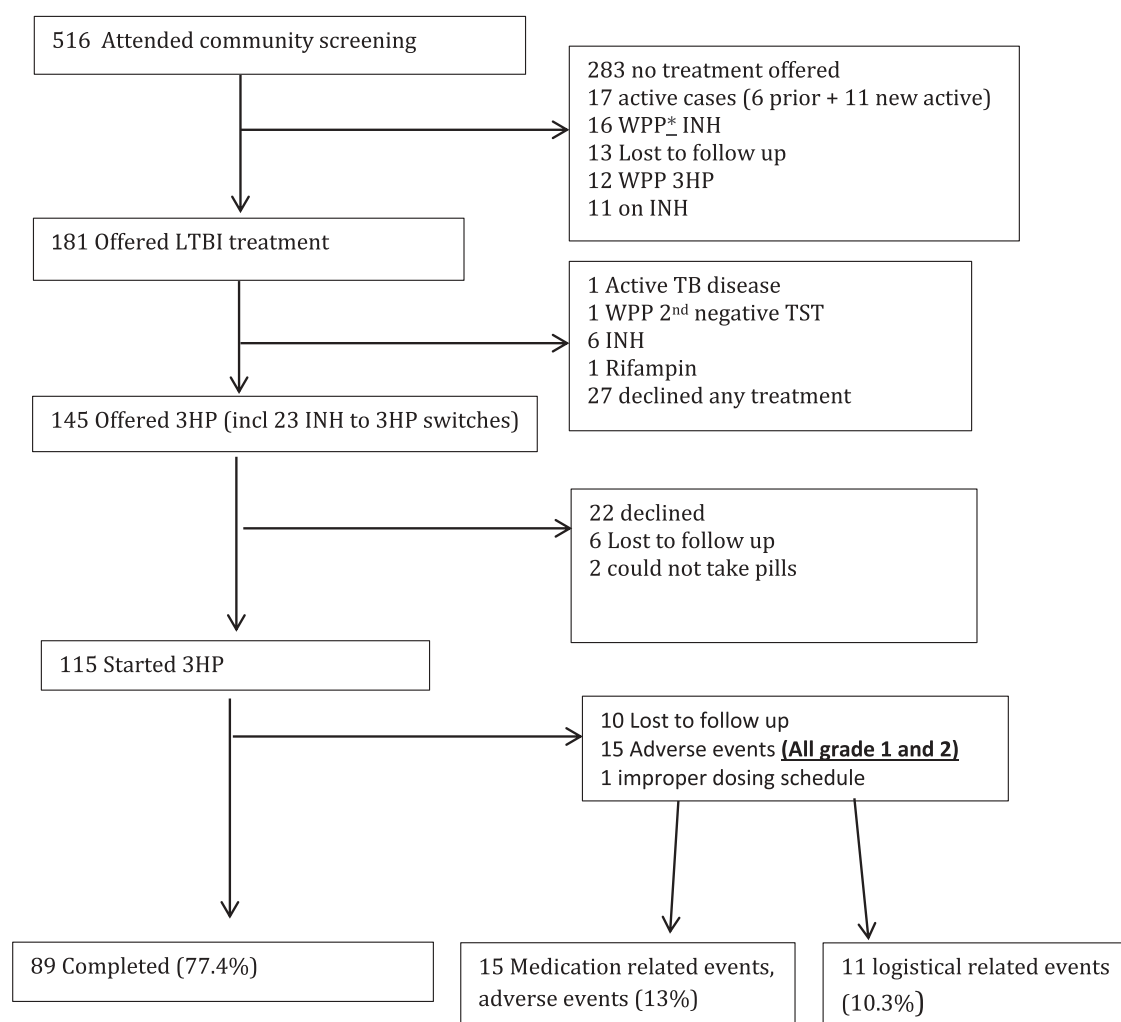 516 Attended community screening
283 no treatment offered
17 active cases (6 prior + 11 new active)
16 WPP* INH
13 Lost to follow up
12 WPP 3HP
11 on INH
181 Offered LTBI treatment
1 Active TB disease
1 WPP 2nd negative TST
6 INH
1 Rifampin
27 declined any treatment
145 Offered 3HP (incl 23 INH to 3HP switches)
22 declined
6 Lost to follow up
2 could not take pills
115 Started 3HP
10 Lost to follow up
15 Adverse events (All grade 1 and 2)
1 improper dosing schedule
89 Completed (77.4%)
15 Medication related events,
adverse events (13%)
11 logistical related events
(10.3%)